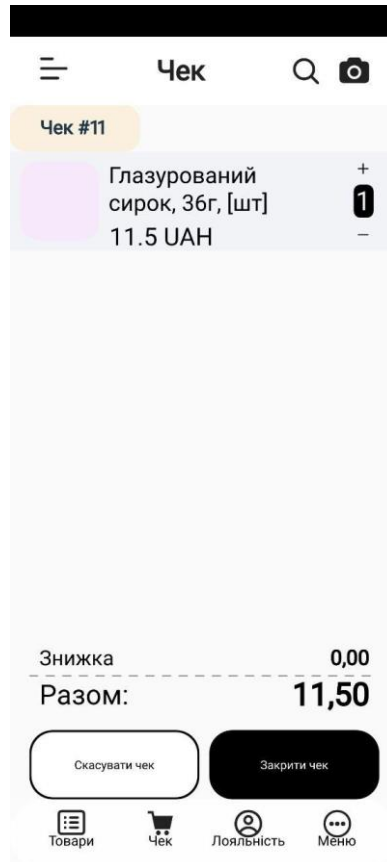 Чек
Чек #11
Глазурований
сирок, 36г, [шт]
11.5 UAH
+
1
–
Знижка 0,00
Разом: 11,50
Скасувати чек Закрити чек
Товари Чек Лояльність Меню